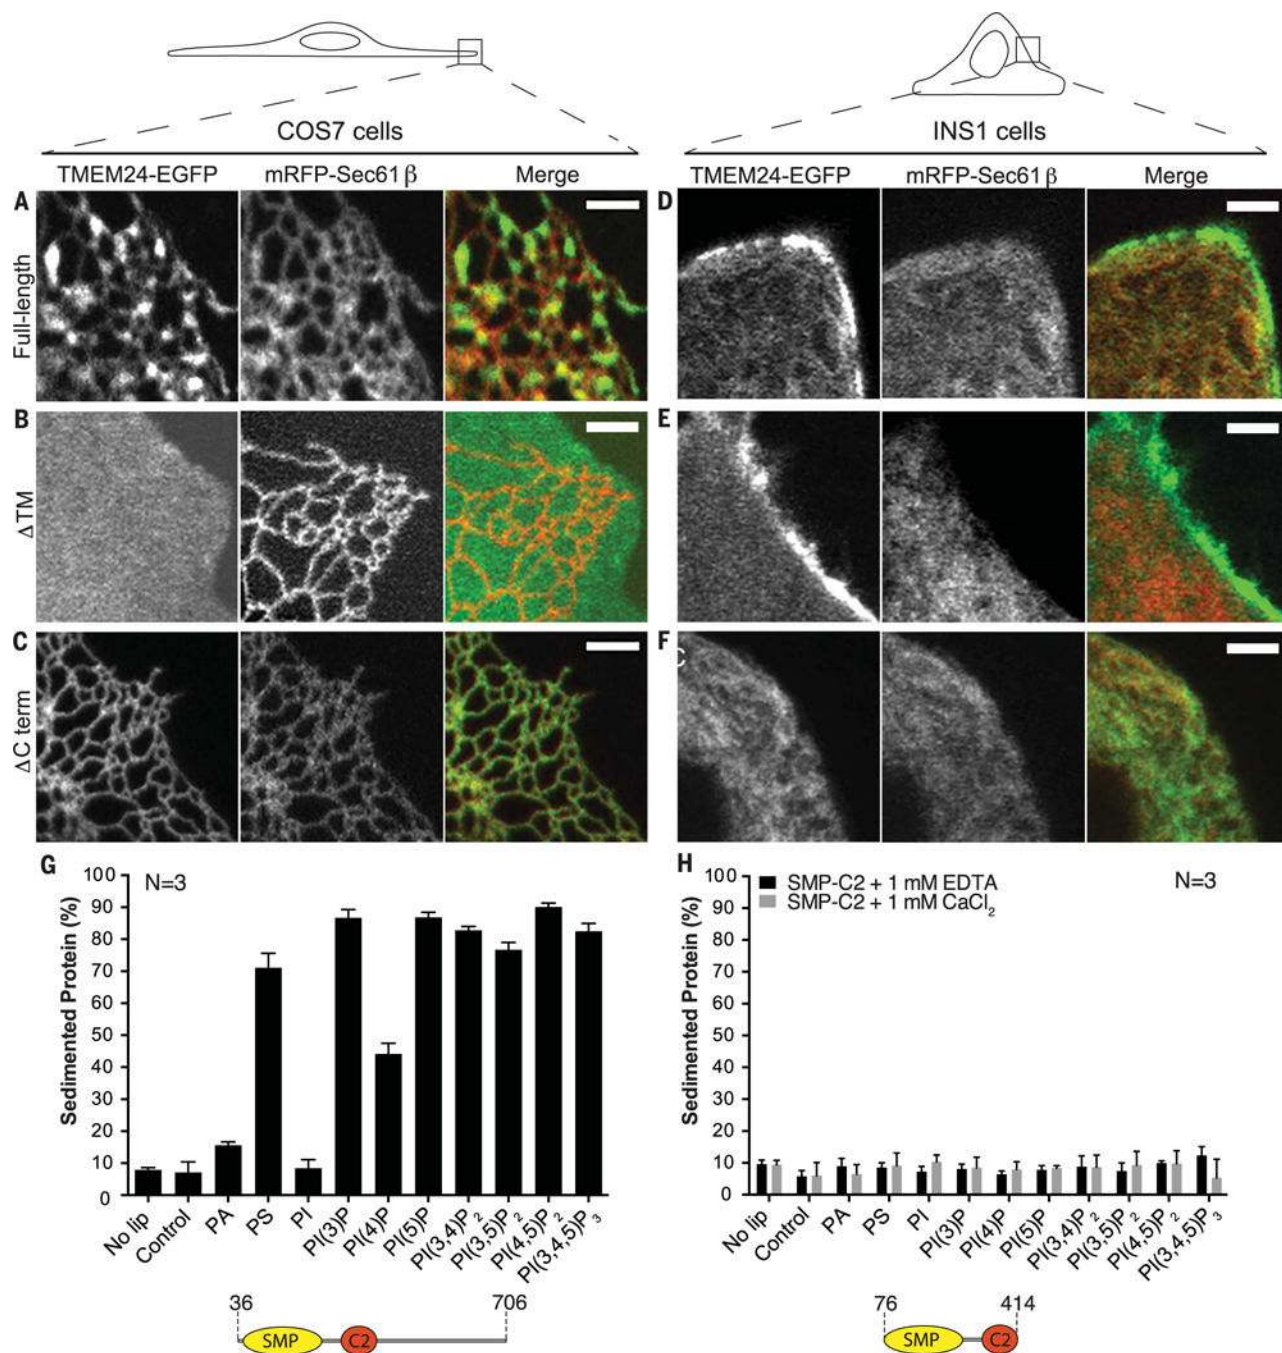 COS7 cells
TMEM24-EGFP mRFP-Sec61 β Merge
A
Full-length
B
Δ TM
C
ΔC term
INS1 cells
TMEM24-EGFP mRFP-Sec61 β Merge
D
E
F
C
G
N=3
Sedimented Protein (%)
100
90
80
70
60
50
40
30
20
10
0
No lip
Control
PA
PS
PI
PI(3)P
PI(4)P
PI(5)P
PI(3,4)P₂
PI(3,5)P₂
PI(4,5)P₂
PI(3,4,5)P₃
36 706
SMP C2
H
SMP-C2 + 1 mM EDTA
SMP-C2 + 1 mM CaCl₂
N=3
Sedimented Protein (%)
100
90
80
70
60
50
40
30
20
10
0
No lip
Control
PA
PS
PI
PI(3)P
PI(4)P
PI(5)P
PI(3,4)P₂
PI(3,5)P₂
PI(4,5)P₂
PI(3,4,5)P₃
76 414
SMP C2